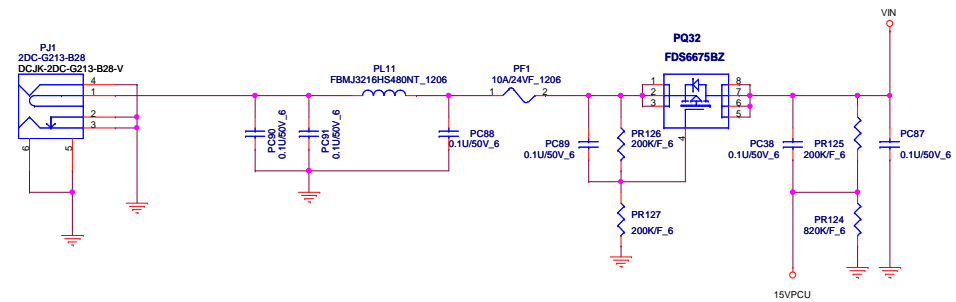 VIN
PJ1
2DC-G213-B28
DCJK-2DC-G213-B28-V
4
1
2
3
6
5
PC90
0.1U/50V_6
PC91
0.1U/50V_6
PL11
FBMJ3216HS480NT_1206
PC88
0.1U/50V_6
PF1
10A/24VF_1206
1
2
PC89
0.1U/50V_6
PR126
200K/F_6
PR127
200K/F_6
PQ32
FDS6675BZ
1
2
3
8
7
6
5
4
PC38
0.1U/50V_6
PR125
200K/F_6
PC87
0.1U/50V_6
PR124
820K/F_6
15VPCU